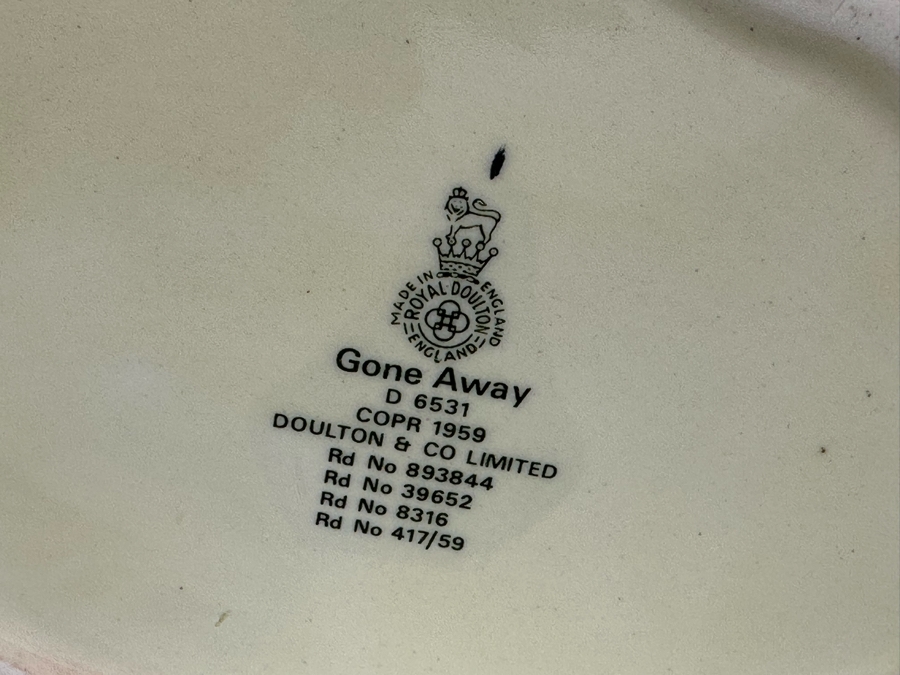 MADE IN ENGLAND
ROYAL DOULTON
ENGLAND
Gone Away
D 6531
COPR 1959
DOULTON & CO LIMITED
Rd No 893844
Rd No 39652
Rd No 8316
Rd No 417/59